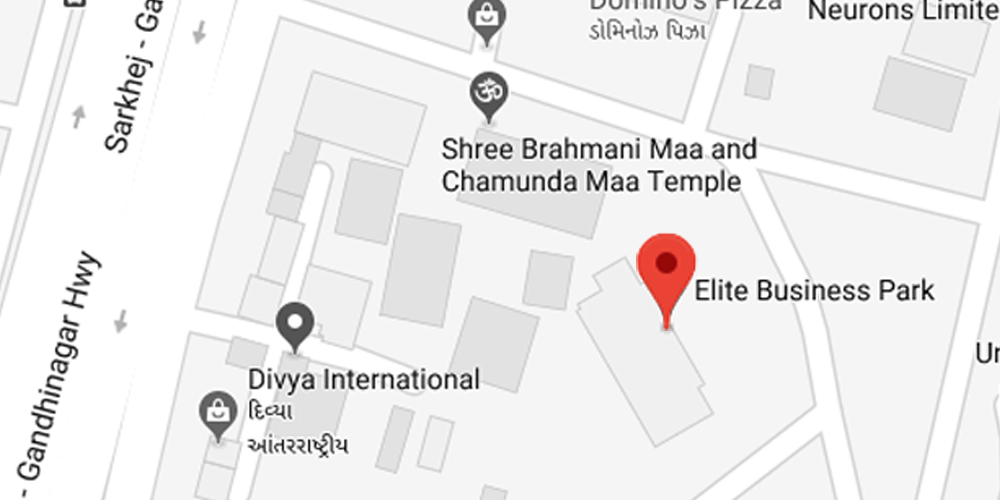 Domino's Pizza
ડોમિનોઝ પિઝા
Neurons Limite
Sarkhej - Ga
Shree Brahmani Maa and
Chamunda Maa Temple
Elite Business Park
- Gandhinagar Hwy
Divya International
દિવ્યા
આંતરરાષ્ટ્રીય